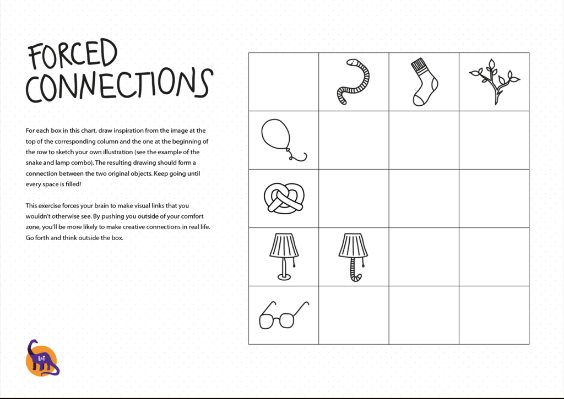 FORCED
CONNECTIONS
For each box in this chart, draw inspiration from the image at the
top of the corresponding column and the one at the beginning of
the row to sketch your own illustration (see the example of the
snake and lamp combo). The resulting drawing should form a
connection between the two original objects. Keep going until
every space is filled!
This exercise forces your brain to make visual links that you
wouldn't otherwise see. By pushing you outside of your comfort
zone, you'll be more likely to make creative connections in real life.
Go forth and think outside the box.